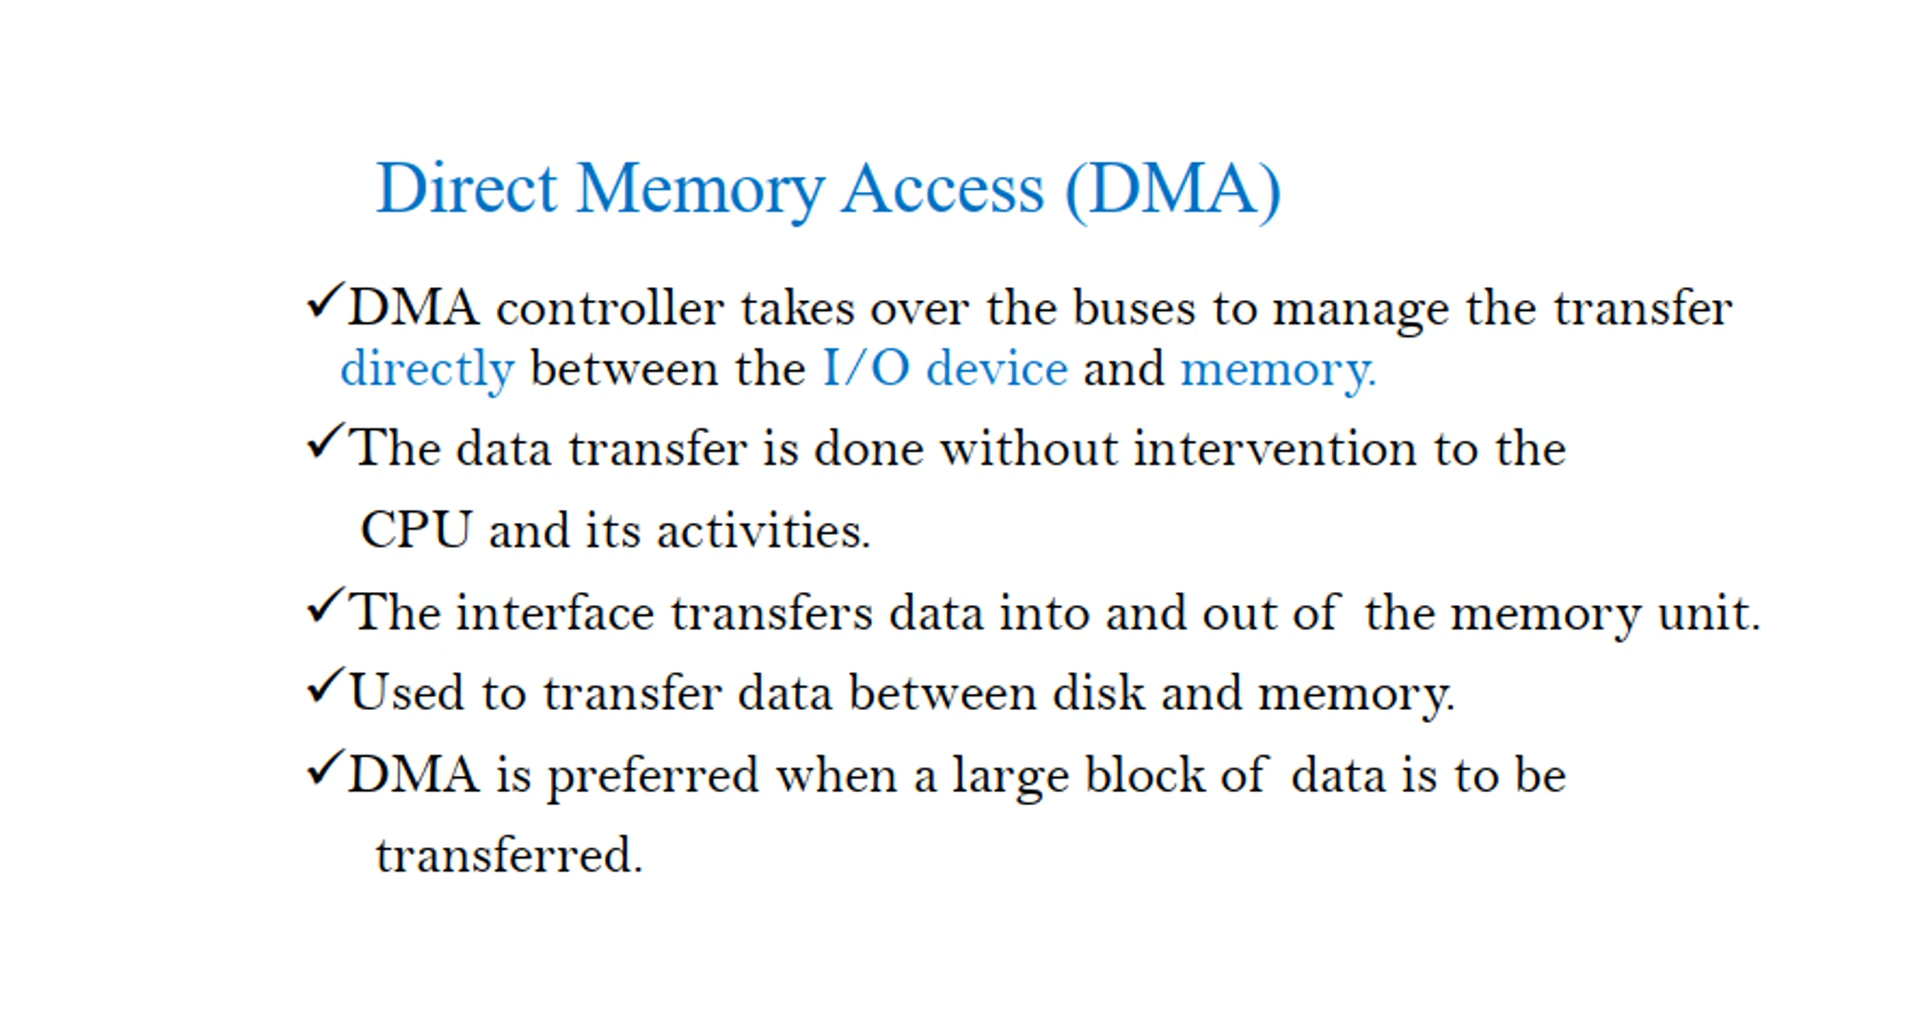 Direct Memory Access (DMA)
✓DMA controller takes over the buses to manage the transfer
directly between the I/O device and memory.
✓The data transfer is done without intervention to the
CPU and its activities.
✓The interface transfers data into and out of the memory unit.
✓Used to transfer data between disk and memory.
✓DMA is preferred when a large block of data is to be
transferred.